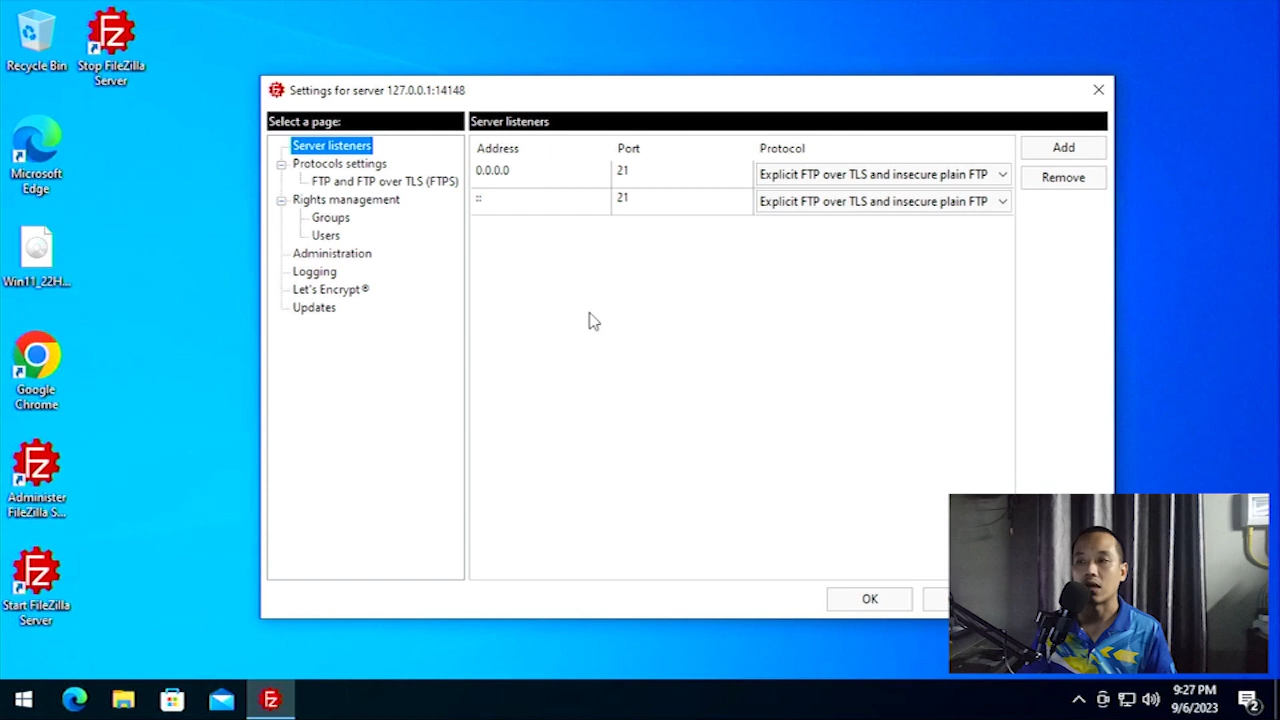 Recycle Bin
Stop FileZilla
Server
Microsoft
Edge
Win11_22H...
Google
Chrome
Administer
FileZilla S...
Start FileZilla
Server
Settings for server 127.0.0.1:14148
Select a page:
Server listeners
Protocols settings
FTP and FTP over TLS (FTPS)
Rights management
Groups
Users
Administration
Logging
Let's Encrypt®
Updates
Server listeners
Address Port Protocol
0.0.0.0 21 Explicit FTP over TLS and insecure plain FTP
:: 21 Explicit FTP over TLS and insecure plain FTP
Add
Remove
OK
9:27 PM
9/6/2023
2